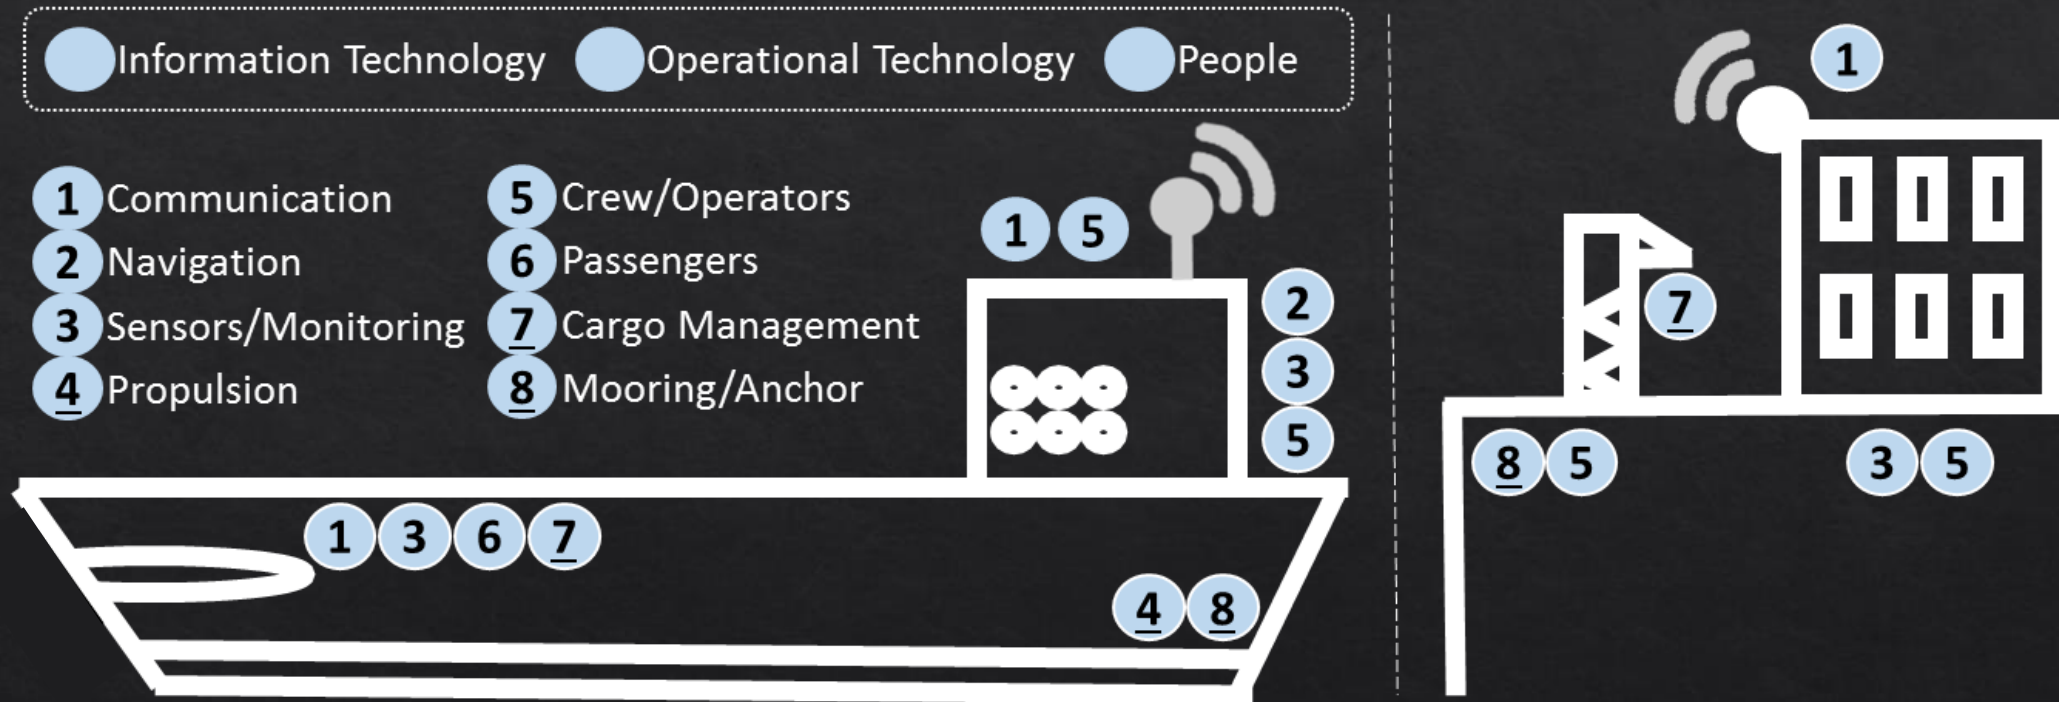 Information Technology Operational Technology People
1 Communication
2 Navigation
3 Sensors/Monitoring
4 Propulsion
5 Crew/Operators
6 Passengers
7 Cargo Management
8 Mooring/Anchor
1 5
2
3
5
1 3 6 7
4 8
1
7
8 5
3 5